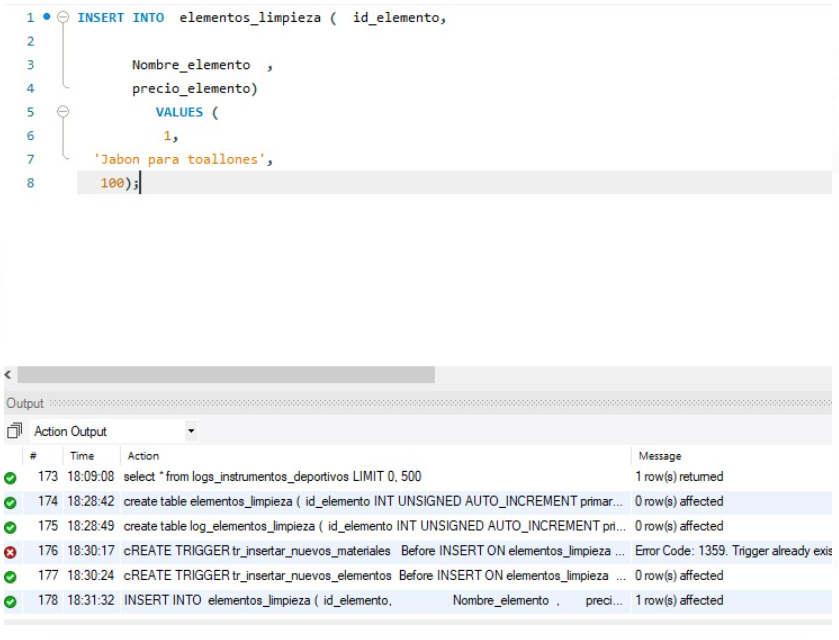 1 INSERT INTO elementos_limpieza ( id_elemento,
2
3 Nombre_elemento ,
4 precio_elemento)
5 VALUES (
6 1,
7 'Jabon para toallones',
8 100);
Output
Action Output
# Time Action Message
173 18:09:08 select * from logs_instrumentos_deportivos LIMIT 0, 500 1 row(s) returned
174 18:28:42 create table elementos_limpieza ( id_elemento INT UNSIGNED AUTO_INCREMENT primar... 0 row(s) affected
175 18:28:49 create table log_elementos_limpieza ( id_elemento INT UNSIGNED AUTO_INCREMENT pri... 0 row(s) affected
176 18:30:17 cREATE TRIGGER tr_insertar_nuevos_materiales Before INSERT ON elementos_limpieza ... Error Code: 1359. Trigger already exis
177 18:30:24 cREATE TRIGGER tr_insertar_nuevos_elementos Before INSERT ON elementos_limpieza ... 0 row(s) affected
178 18:31:32 INSERT INTO elementos_limpieza ( id_elemento, Nombre_elemento , preci... 1 row(s) affected